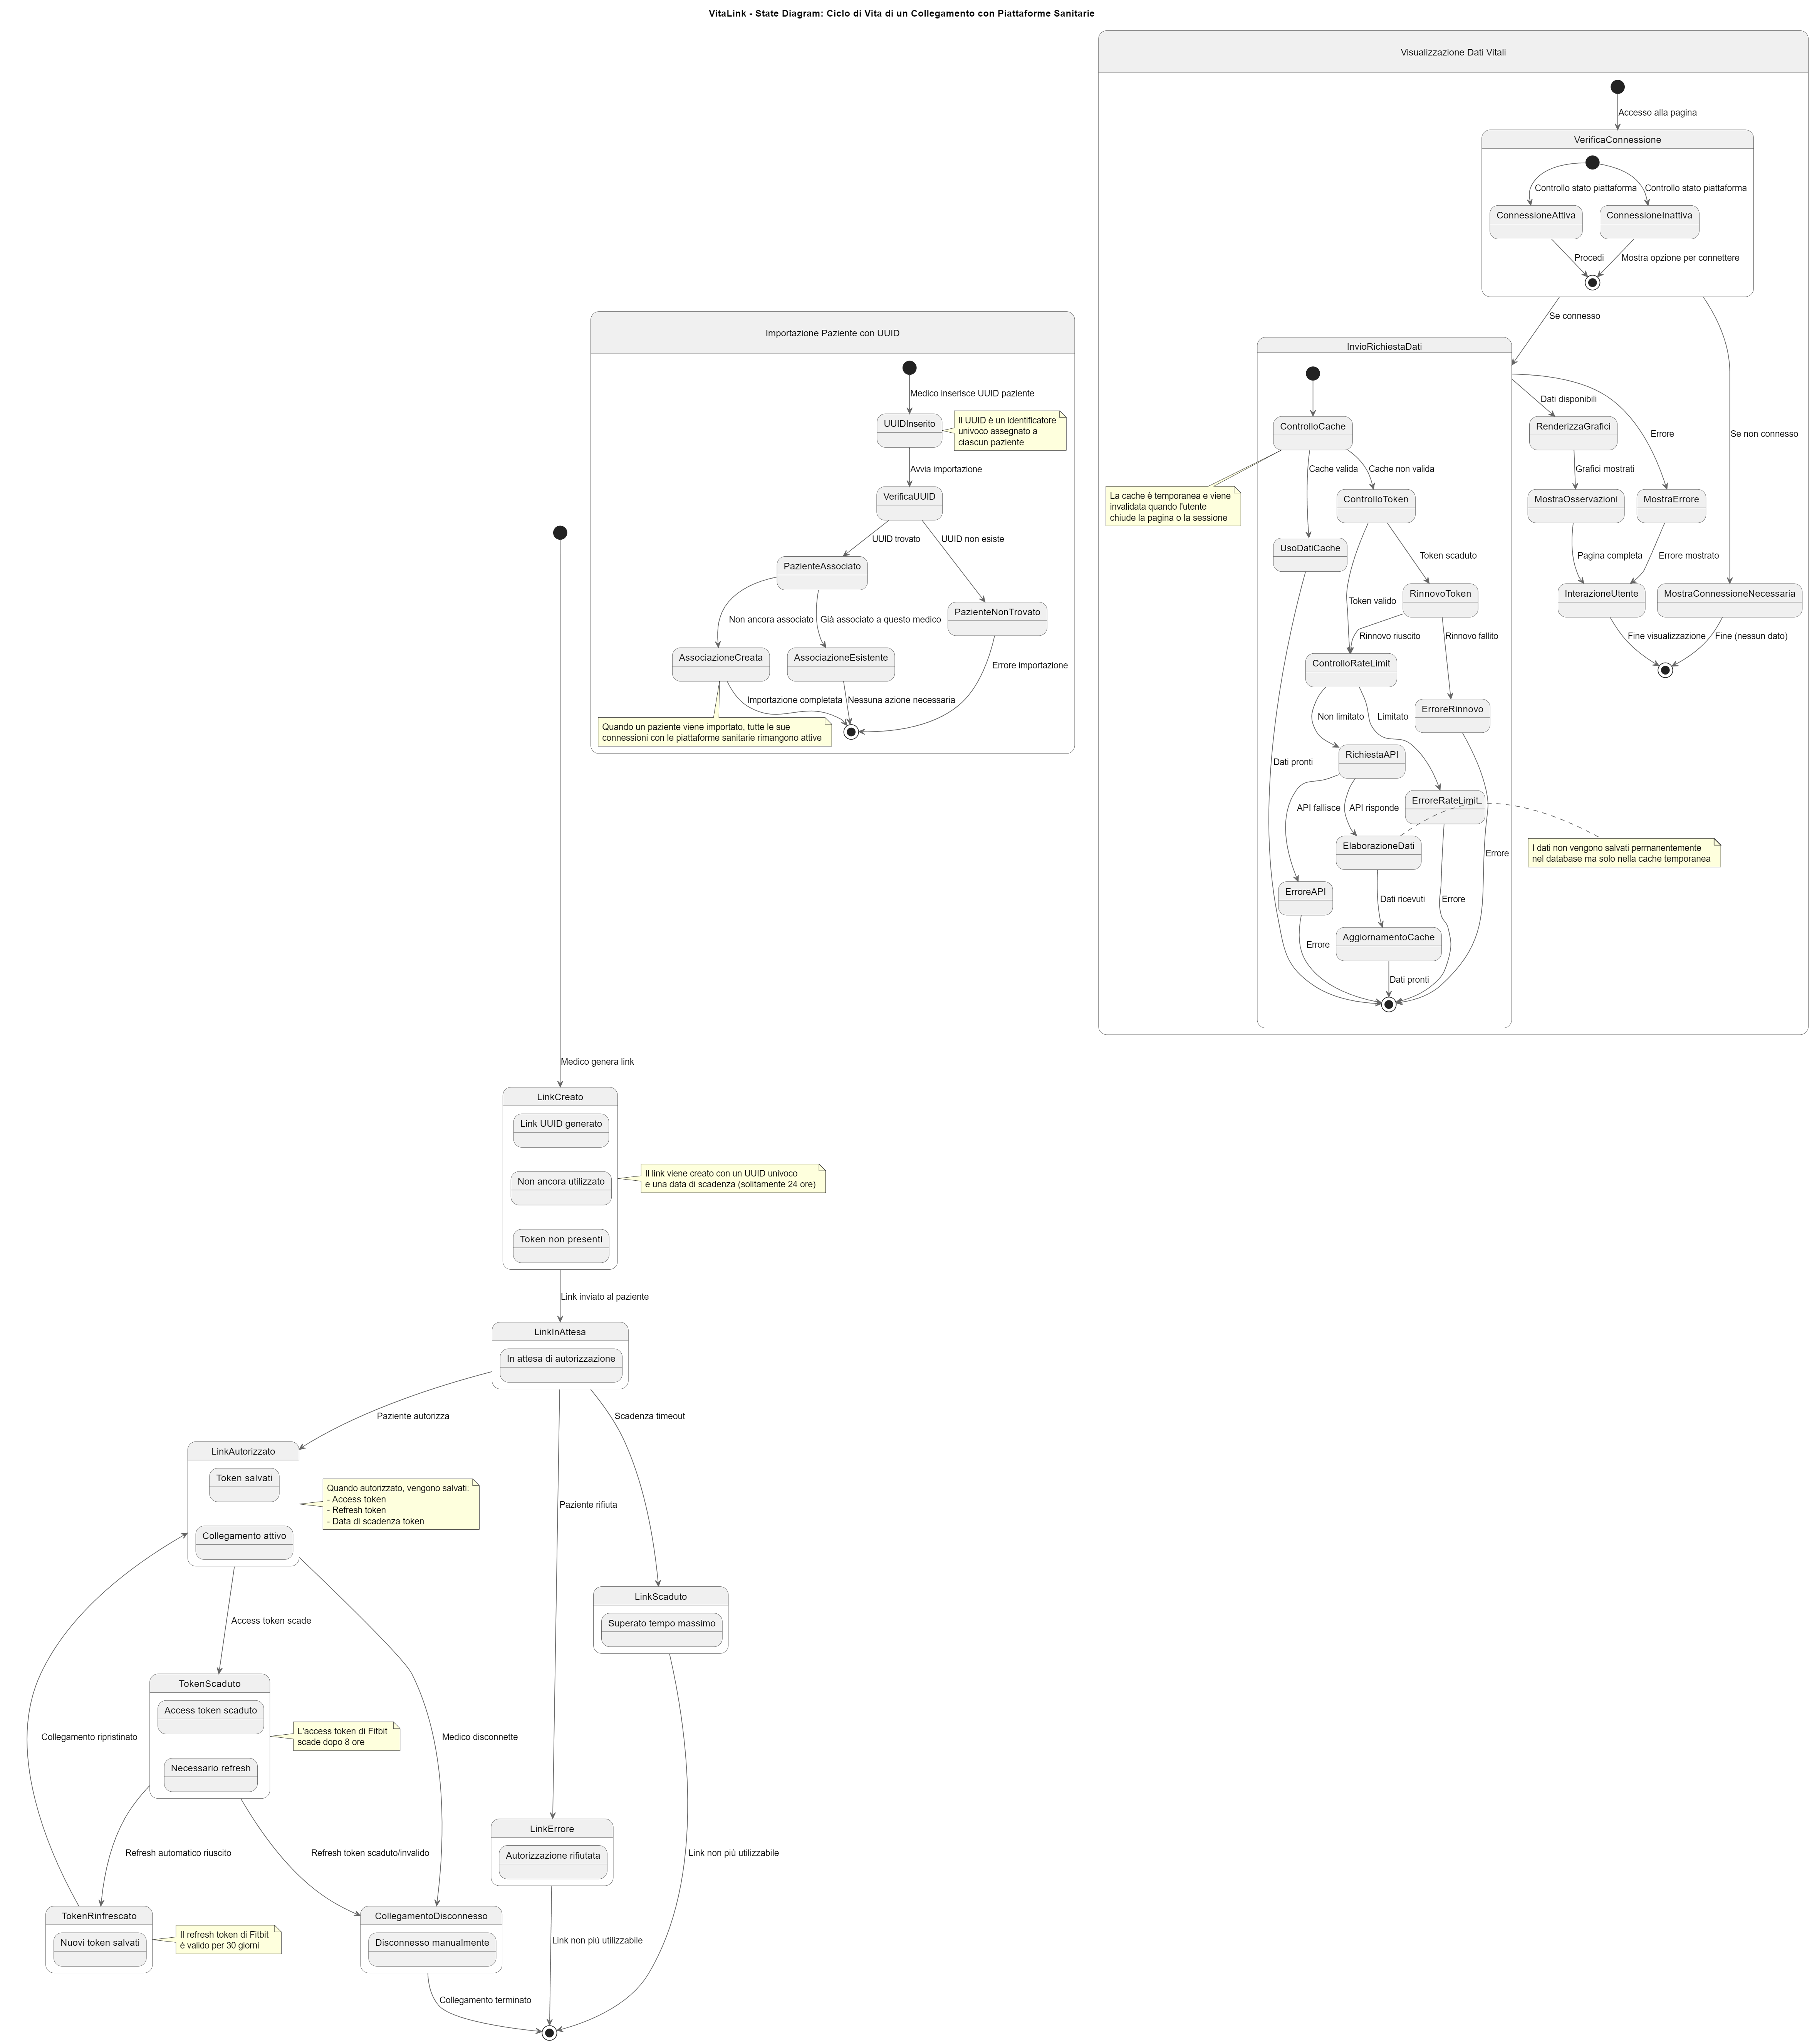 VitaLink - State Diagram: Ciclo di Vita di un Collegamento con Piattaforme Sanitarie
Visualizzazione Dati Vitali
Accesso alla pagina
VerificaConnessione
Controllo stato piattaforma
Controllo stato piattaforma
ConnessioneAttiva
ConnessioneInattiva
Procedi
Mostra opzione per connettere
Se connesso
InvioRichiestaDati
ControlloCache
Cache valida
Cache non valida
La cache è temporanea e viene
invalidata quando l'utente
chiude la pagina o la sessione
ControlloToken
UsoDatiCache
Token scaduto
RinnovoToken
Token valido
Rinnovo riuscito
Rinnovo fallito
ControlloRateLimit
ErroreRinnovo
Non limitato
Limitato
RichiestaAPI
Dati pronti
API fallisce
API risponde
ErroreRateLimit
ElaborazioneDati
I dati non vengono salvati permanentemente
nel database ma solo nella cache temporanea
Errore
ErroreAPI
Dati ricevuti
Errore
AggiornamentoCache
Errore
Dati pronti
Dati disponibili
RenderizzaGrafici
Errore
Se non connesso
Grafici mostrati
MostraOsservazioni
MostraErrore
Pagina completa
Errore mostrato
InterazioneUtente
MostraConnessioneNecessaria
Fine visualizzazione
Fine (nessun dato)
Importazione Paziente con UUID
Medico inserisce UUID paziente
UUIDInserito
Il UUID è un identificatore
univoco assegnato a
ciascun paziente
Avvia importazione
VerificaUUID
UUID trovato
UUID non esiste
PazienteAssociato
PazienteNonTrovato
Non ancora associato
Già associato a questo medico
AssociazioneCreata
AssociazioneEsistente
Errore importazione
Importazione completata
Nessuna azione necessaria
Quando un paziente viene importato, tutte le sue
connessioni con le piattaforme sanitarie rimangono attive
Medico genera link
LinkCreato
Link UUID generato
Non ancora utilizzato
Token non presenti
Il link viene creato con un UUID univoco
e una data di scadenza (solitamente 24 ore)
Link inviato al paziente
LinkInAttesa
In attesa di autorizzazione
Paziente autorizza
Scadenza timeout
LinkAutorizzato
Token salvati
Collegamento attivo
Quando autorizzato, vengono salvati:
- Access token
- Refresh token
- Data di scadenza token
Paziente rifiuta
LinkScaduto
Superato tempo massimo
Access token scade
TokenScaduto
Access token scaduto
Necessario refresh
L'access token di Fitbit
scade dopo 8 ore
Collegamento ripristinato
Medico disconnette
LinkErrore
Autorizzazione rifiutata
Refresh automatico riuscito
Refresh token scaduto/invalido
Link non più utilizzabile
TokenRinfrescato
Nuovi token salvati
Il refresh token di Fitbit
è valido per 30 giorni
CollegamentoDisconnesso
Disconnesso manualmente
Link non più utilizzabile
Collegamento terminato